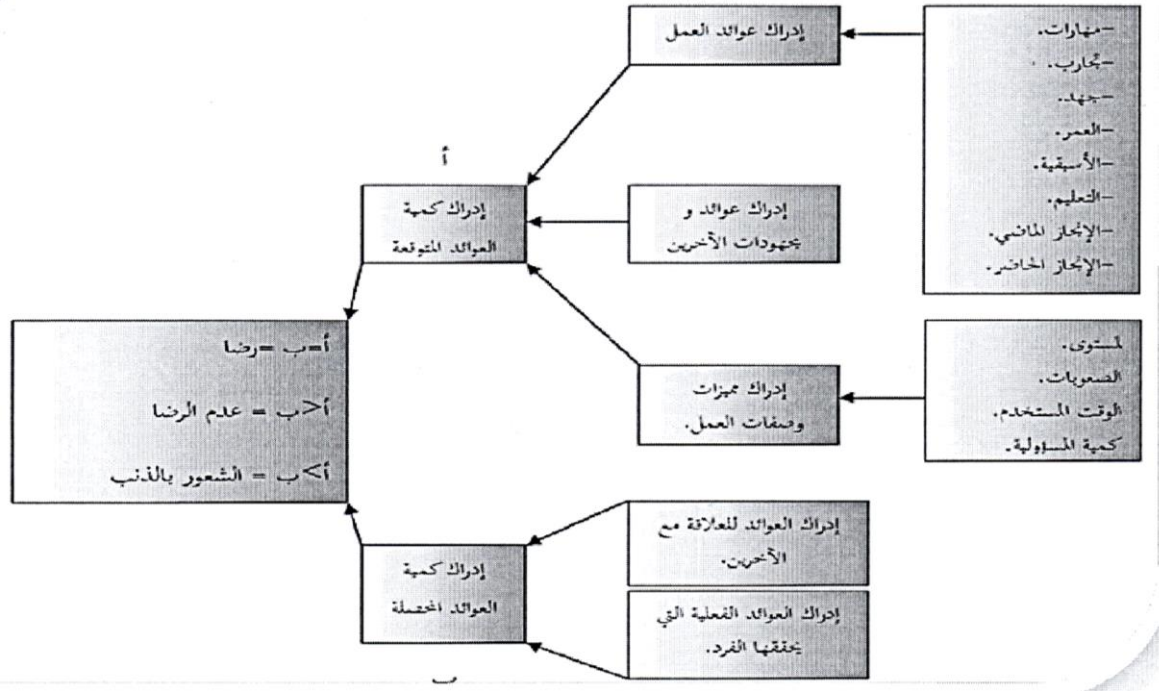 -مهارات.
-تجارب.
-جهد.
-العمر.
-الأسبقية.
-التعليم.
-الإنجاز الماضي.
-الإنجاز الحاضر.
إدراك عوائد العمل
إدراك عوائد و
مجهودات الآخرين
لمستوى.
الصعوبات.
الوقت المستخدم.
كمية المسؤولية.
إدراك مميزات
وصفات العمل.
أ
إدراك كمية
العوائد المتوقعة
أ=ب =رضا
أ<ب = عدم الرضا
أ>ب = الشعور بالذنب
إدراك العوائد للعلاقة مع
الآخرين.
إدراك العوائد الفعلية التي
يحققها الفرد.
إدراك كمية
العوائد المحصلة
ب